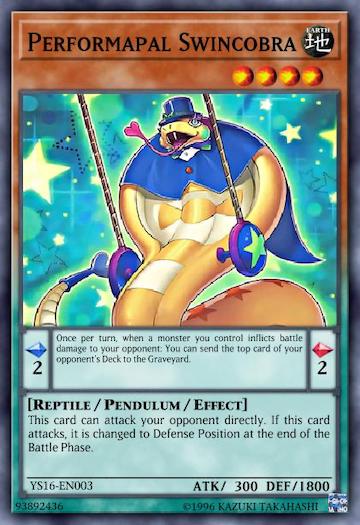 PERFORMAPAL SWINCOBRA
EARTH
地
Once per turn, when a monster you control inflicts battle
damage to your opponent: You can send the top card of your
opponent's Deck to the Graveyard.
2
2
[REPTILE / PENDULUM / EFFECT]
This card can attack your opponent directly. If this card
attacks, it is changed to Defense Position at the end of the
Battle Phase.
YS16-EN003
ATK/ 300 DEF/1800
93892436
©1996 KAZUKI TAKAHASHI